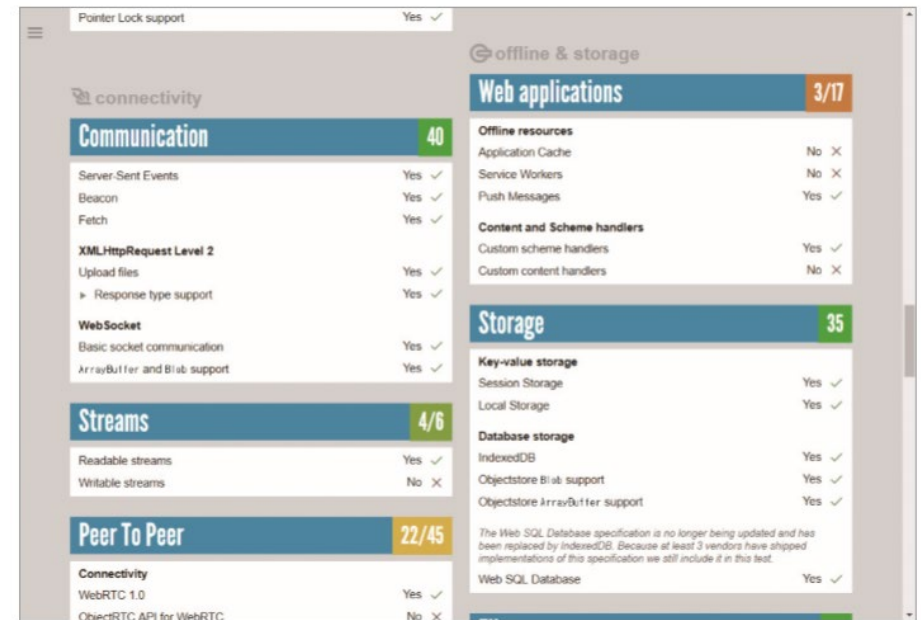 Pointer Lock support Yes ✓
connectivity
Communication 40
Server-Sent Events Yes ✓
Beacon Yes ✓
Fetch Yes ✓
XMLHttpRequest Level 2
Upload files Yes ✓
▸ Response type support Yes ✓
WebSocket
Basic socket communication Yes ✓
ArrayBuffer and Blob support Yes ✓
Streams 4/6
Readable streams Yes ✓
Writable streams No ✕
Peer To Peer 22/45
Connectivity
WebRTC 1.0 Yes ✓
ObjectRTC API for WebRTC No ✕
offline & storage
Web applications 3/17
Offline resources
Application Cache No ✕
Service Workers No ✕
Push Messages Yes ✓
Content and Scheme handlers
Custom scheme handlers Yes ✓
Custom content handlers No ✕
Storage 35
Key-value storage
Session Storage Yes ✓
Local Storage Yes ✓
Database storage
IndexedDB Yes ✓
Objectstore Blob support Yes ✓
Objectstore ArrayBuffer support Yes ✓
The Web SQL Database specification is no longer being updated and has
been replaced by IndexedDB. Because at least 3 vendors have shipped
implementations of this specification we still include it in this test.
Web SQL Database Yes ✓